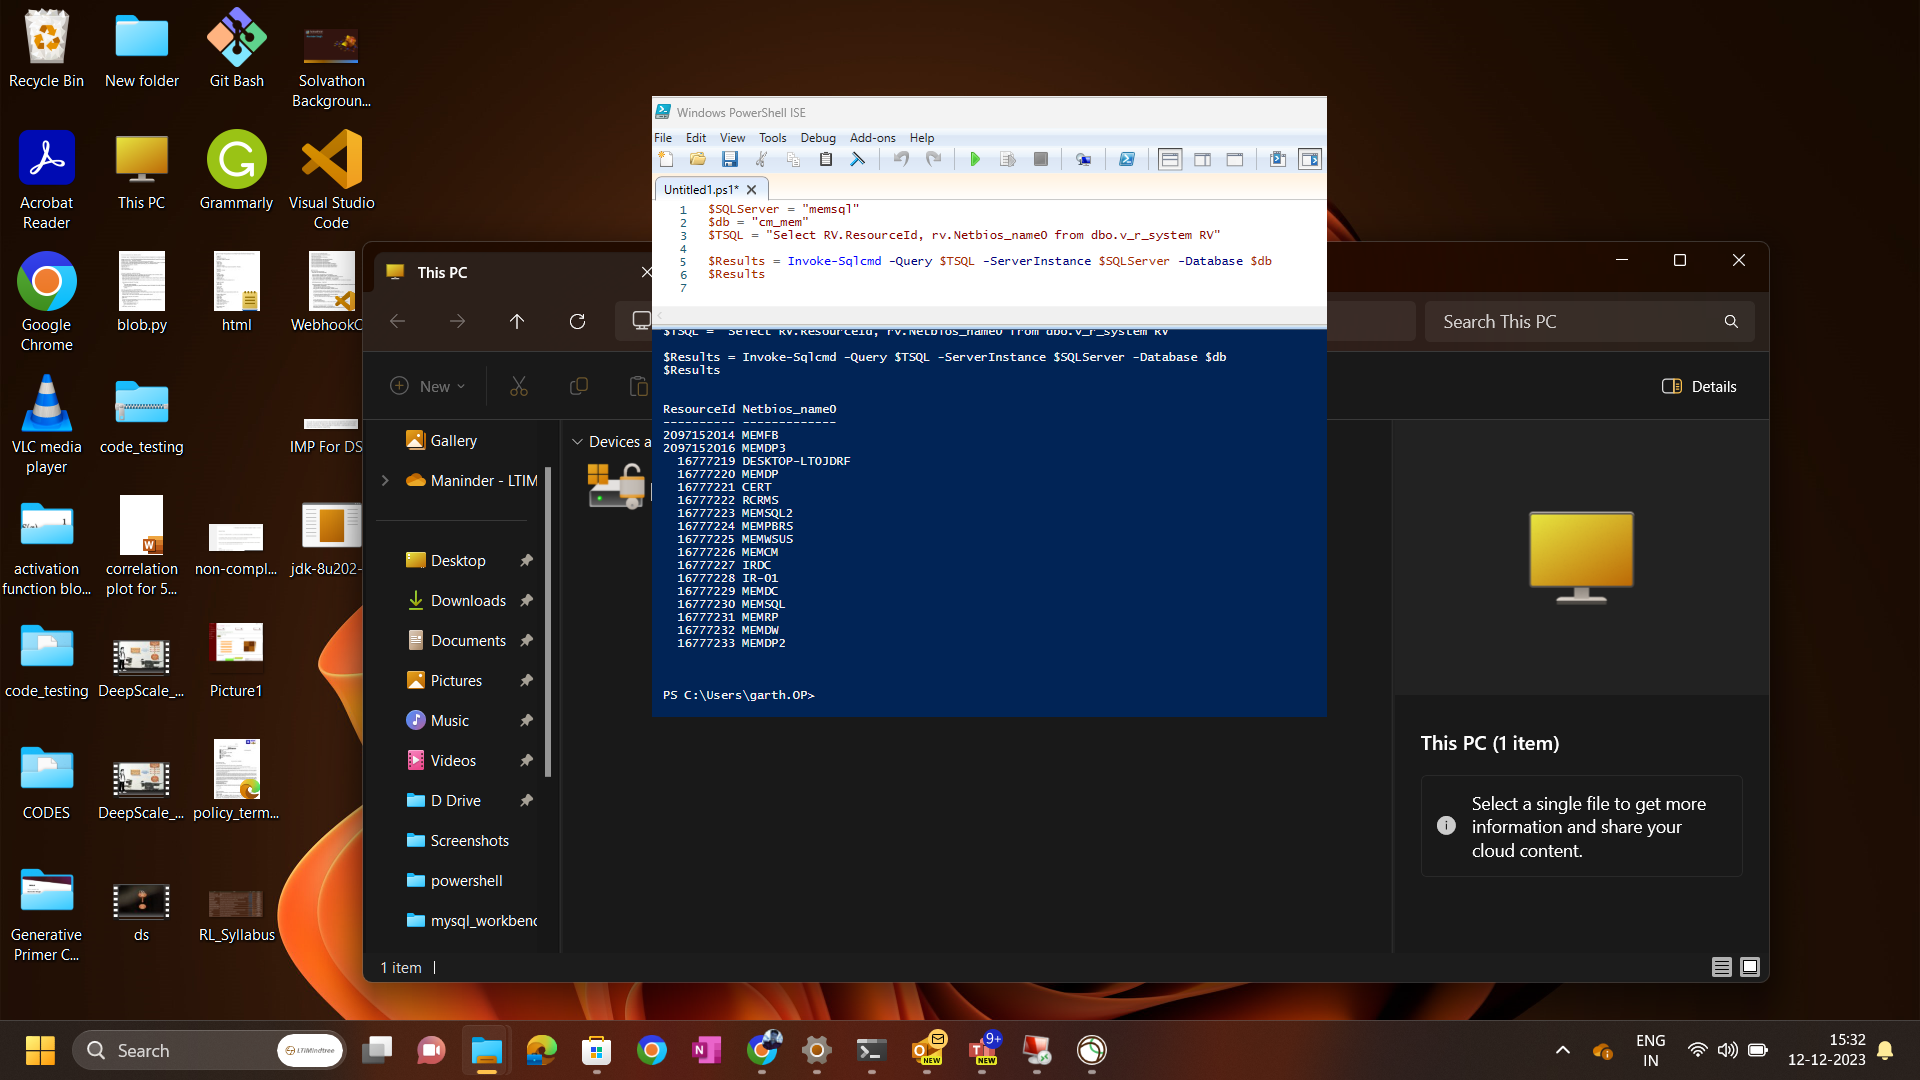 Recycle Bin
New folder
Git Bash
Solvathon
Backgroun...
Acrobat
Reader
This PC
Grammarly
Visual Studio
Code
Google
Chrome
blob.py
html
WebhookC
VLC media
player
code_testing
IMP For DS
activation
function blo...
correlation
plot for 5...
non-compl...
jdk-8u202-
code_testing
DeepScale_...
Picture1
CODES
DeepScale_...
policy_term...
Generative
Primer C...
ds
RL_Syllabus
Windows PowerShell ISE
File Edit View Tools Debug Add-ons Help
Untitled1.ps1*
1 $SQLServer = "memsql"
2 $db = "cm_mem"
3 $TSQL = "Select RV.ResourceId, rv.Netbios_name0 from dbo.v_r_system RV"
4
5 $Results = Invoke-Sqlcmd -Query $TSQL -ServerInstance $SQLServer -Database $db
6 $Results
7
$TSQL = "Select RV.ResourceId, rv.Netbios_name0 from dbo.v_r_system RV"
$Results = Invoke-Sqlcmd -Query $TSQL -ServerInstance $SQLServer -Database $db
$Results
ResourceId Netbios_name0
---------- -------------
2097152014 MEMFB
2097152016 MEMDP3
16777219 DESKTOP-LTOJDRF
16777220 MEMDP
16777221 CERT
16777222 RCRMS
16777223 MEMSQL2
16777224 MEMPBRS
16777225 MEMWSUS
16777226 MEMCM
16777227 IRDC
16777228 IR-01
16777229 MEMDC
16777230 MEMSQL
16777231 MEMRP
16777232 MEMDW
16777233 MEMDP2
PS C:\Users\garth.OP>
This PC
Search This PC
New
Details
Gallery
Maninder - LTIM
Desktop
Downloads
Documents
Pictures
Music
Videos
D Drive
Screenshots
powershell
mysql_workbenc
Devices a
This PC (1 item)
Select a single file to get more
information and share your
cloud content.
1 item
Search
LTIMindtree
NEW
9+
NEW
ENG
IN
15:32
12-12-2023